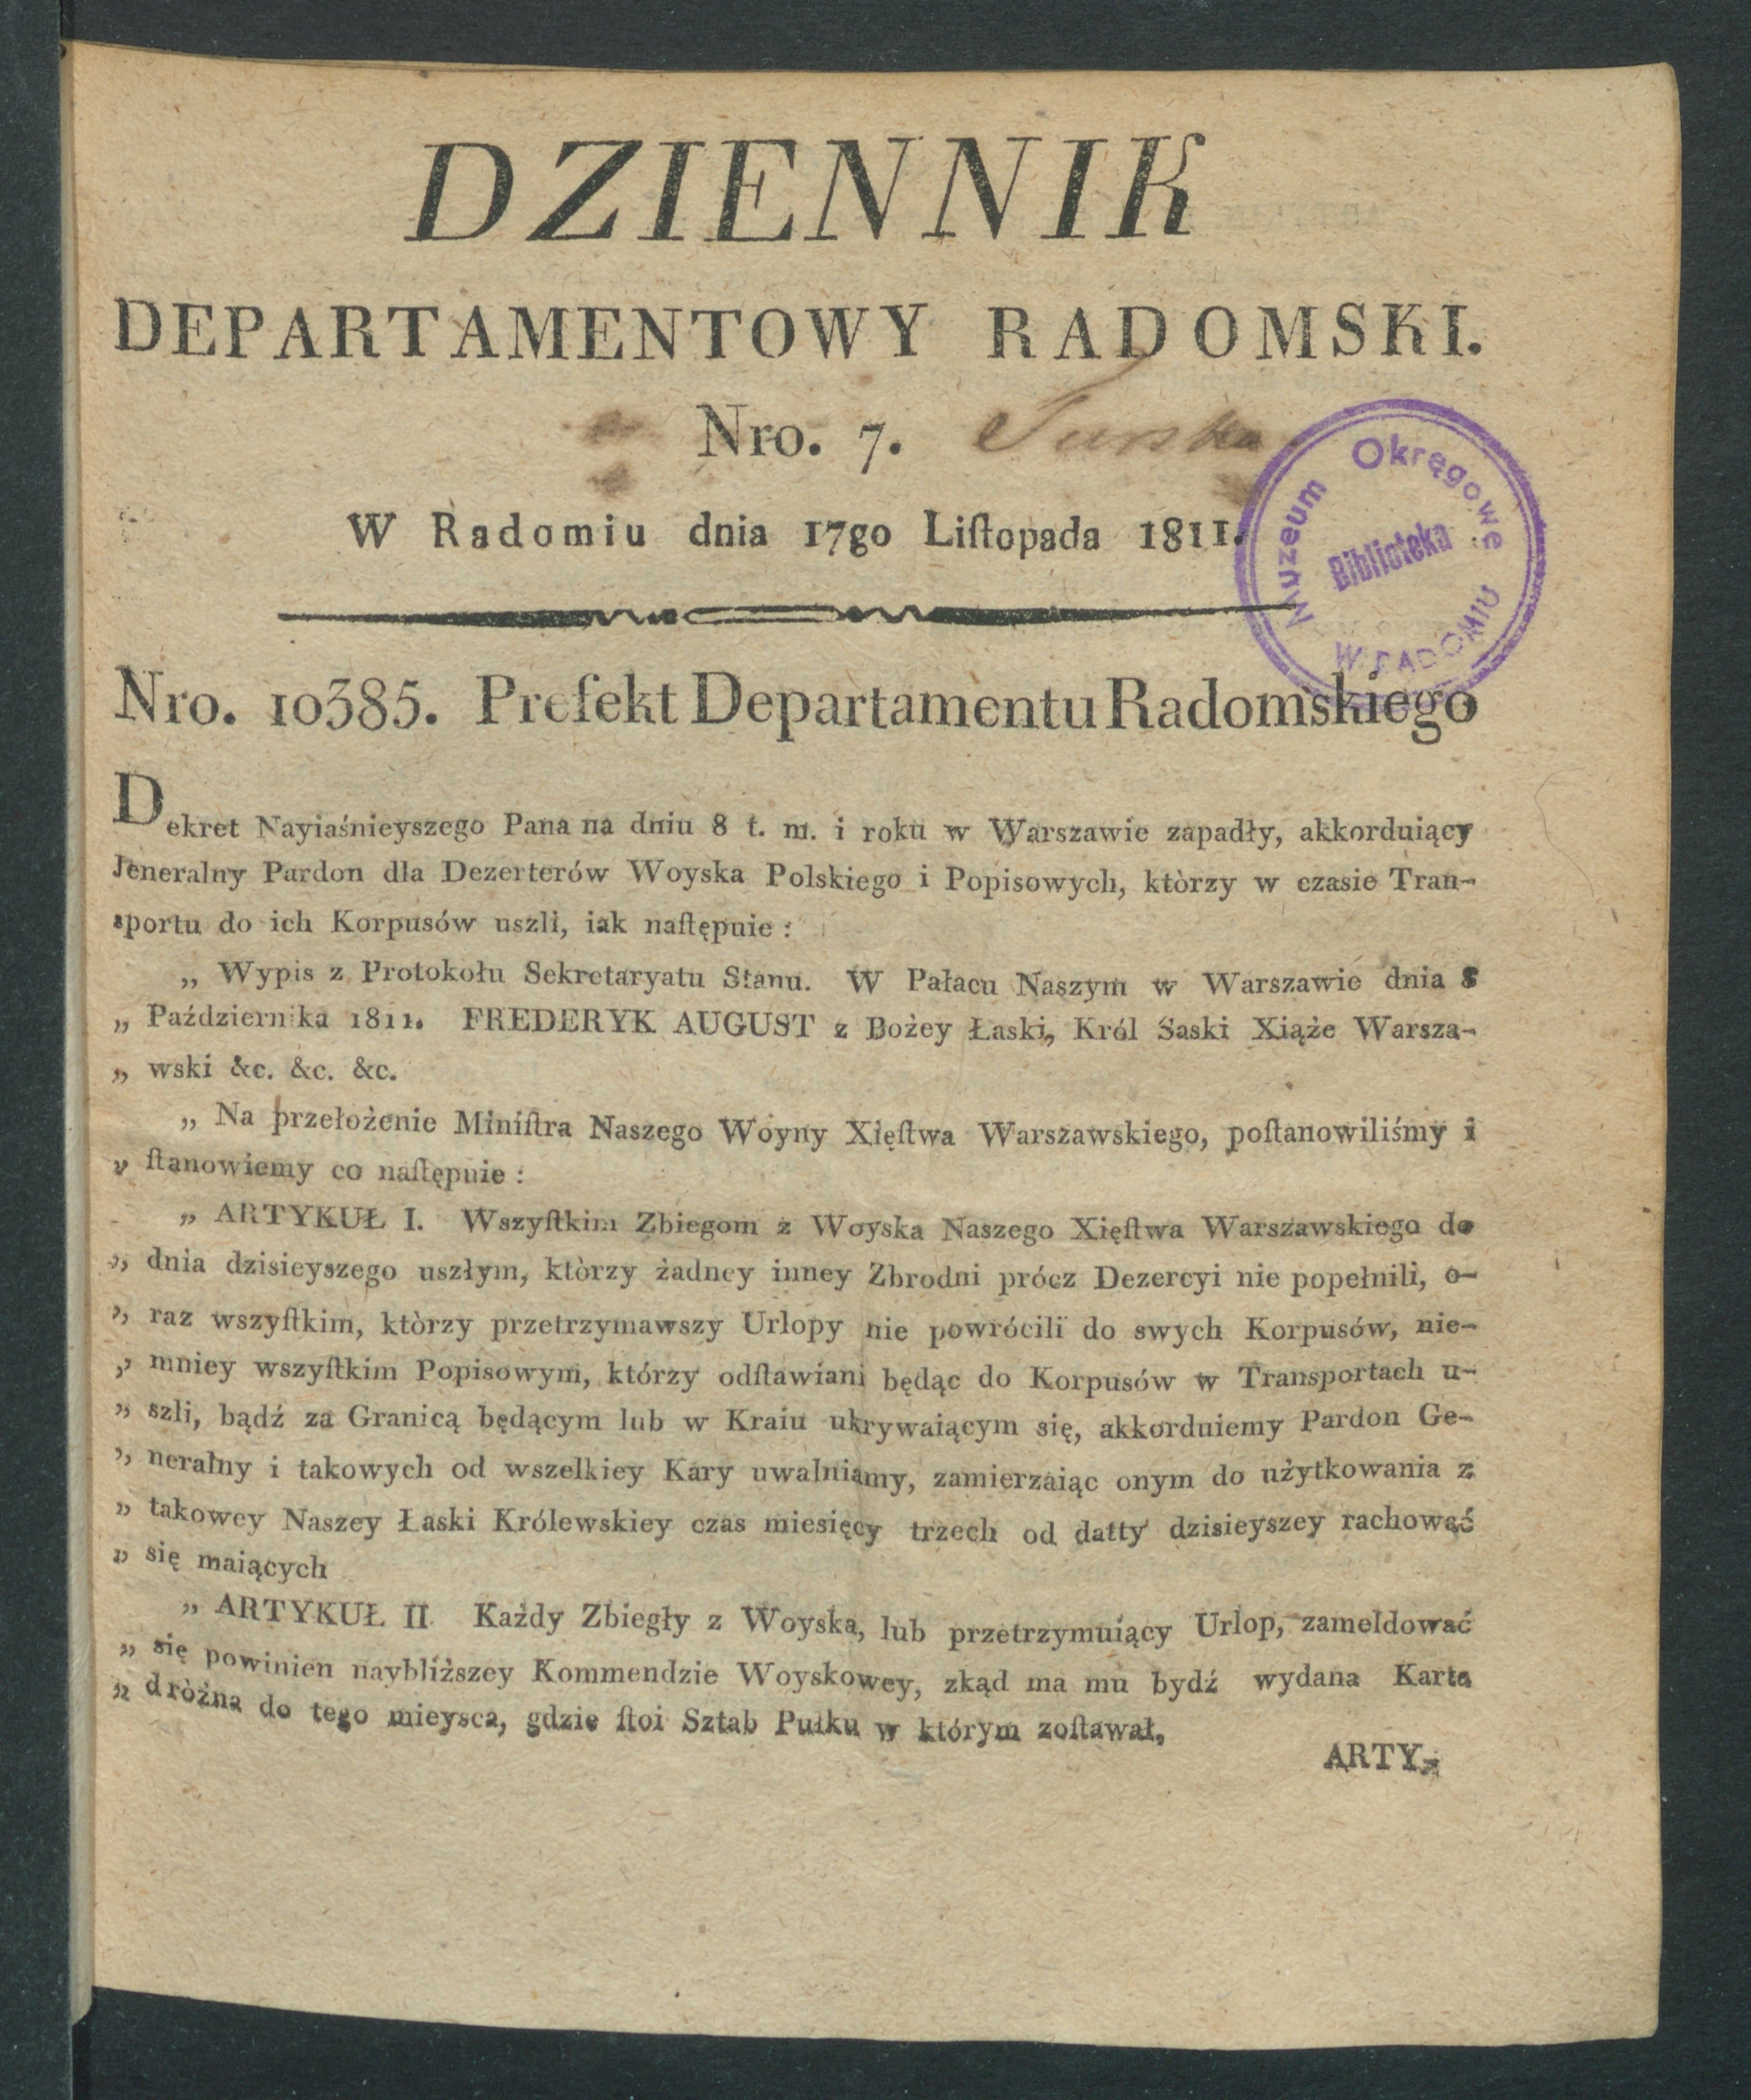 DZIENNIK
DEPARTAMENTOWY RADOMSKI.
Nro. 7.
W Radomiu dnia 17go Liſtopada 1811.
Muzeum Okręgowe
Biblioteka
W RADOMIU
Nro. 10385. Prefekt Departamentu Radomskiego
Dekret Nayiaśnieyszego Pana na dniu 8 t. m. i roku w Warszawie zapadły, akkorduiący
Jeneralny Pardon dla Dezerterów Woyska Polskiego i Popisowych, którzy w czasie Tran-
sportu do ich Korpusów uszli, iak naſtępuie :
„ Wypis z Protokołu Sekretaryatu Stanu. W Pałacu Naszym w Warszawie dnia 8
„ Października 1811. FREDERYK AUGUST z Bożey Łaski, Król Saski Xiąże Warsza-
„ wski &c. &c. &c.
„ Na przełożenie Miniſtra Naszego Woyny Xięſtwa Warszawskiego, poſtanowiliśmy i
„ ſtanowiemy co naſtępuie :
„ ARTYKUŁ I. Wszyſtkim Zbiegom z Woyska Naszego Xięſtwa Warszawskiego do
„ dnia dzisieyszego uszłym, którzy żadney inney Zbrodni prócz Dezercyi nie popełnili, o-
„ raz wszyſtkim, którzy przetrzymawszy Urlopy nie powrócili do swych Korpusów, nie-
„ mniey wszyſtkim Popisowym, którzy odſtawiani będąc do Korpusów w Transportach u-
„ szli, bądź za Granicą będącym lub w Kraiu ukrywaiącym się, akkorduiemy Pardon Ge-
„ neralny i takowych od wszelkiey Kary uwalniamy, zamierzaiąc onym do użytkowania z
„ takowey Naszey Łaski Królewskiey czas miesięcy trzech od datty dzisieyszey rachować
„ się maiących
„ ARTYKUŁ II Każdy Zbiegły z Woyska, lub przetrzymuiący Urlop, zameldować
„ się powinien naybliższey Kommendzie Woyskowey, zkąd ma mu bydź wydana Karta
„ dróżna do tego mieysca, gdzie ſtoi Sztab Pułku w którym zoſtawał,
ARTY-